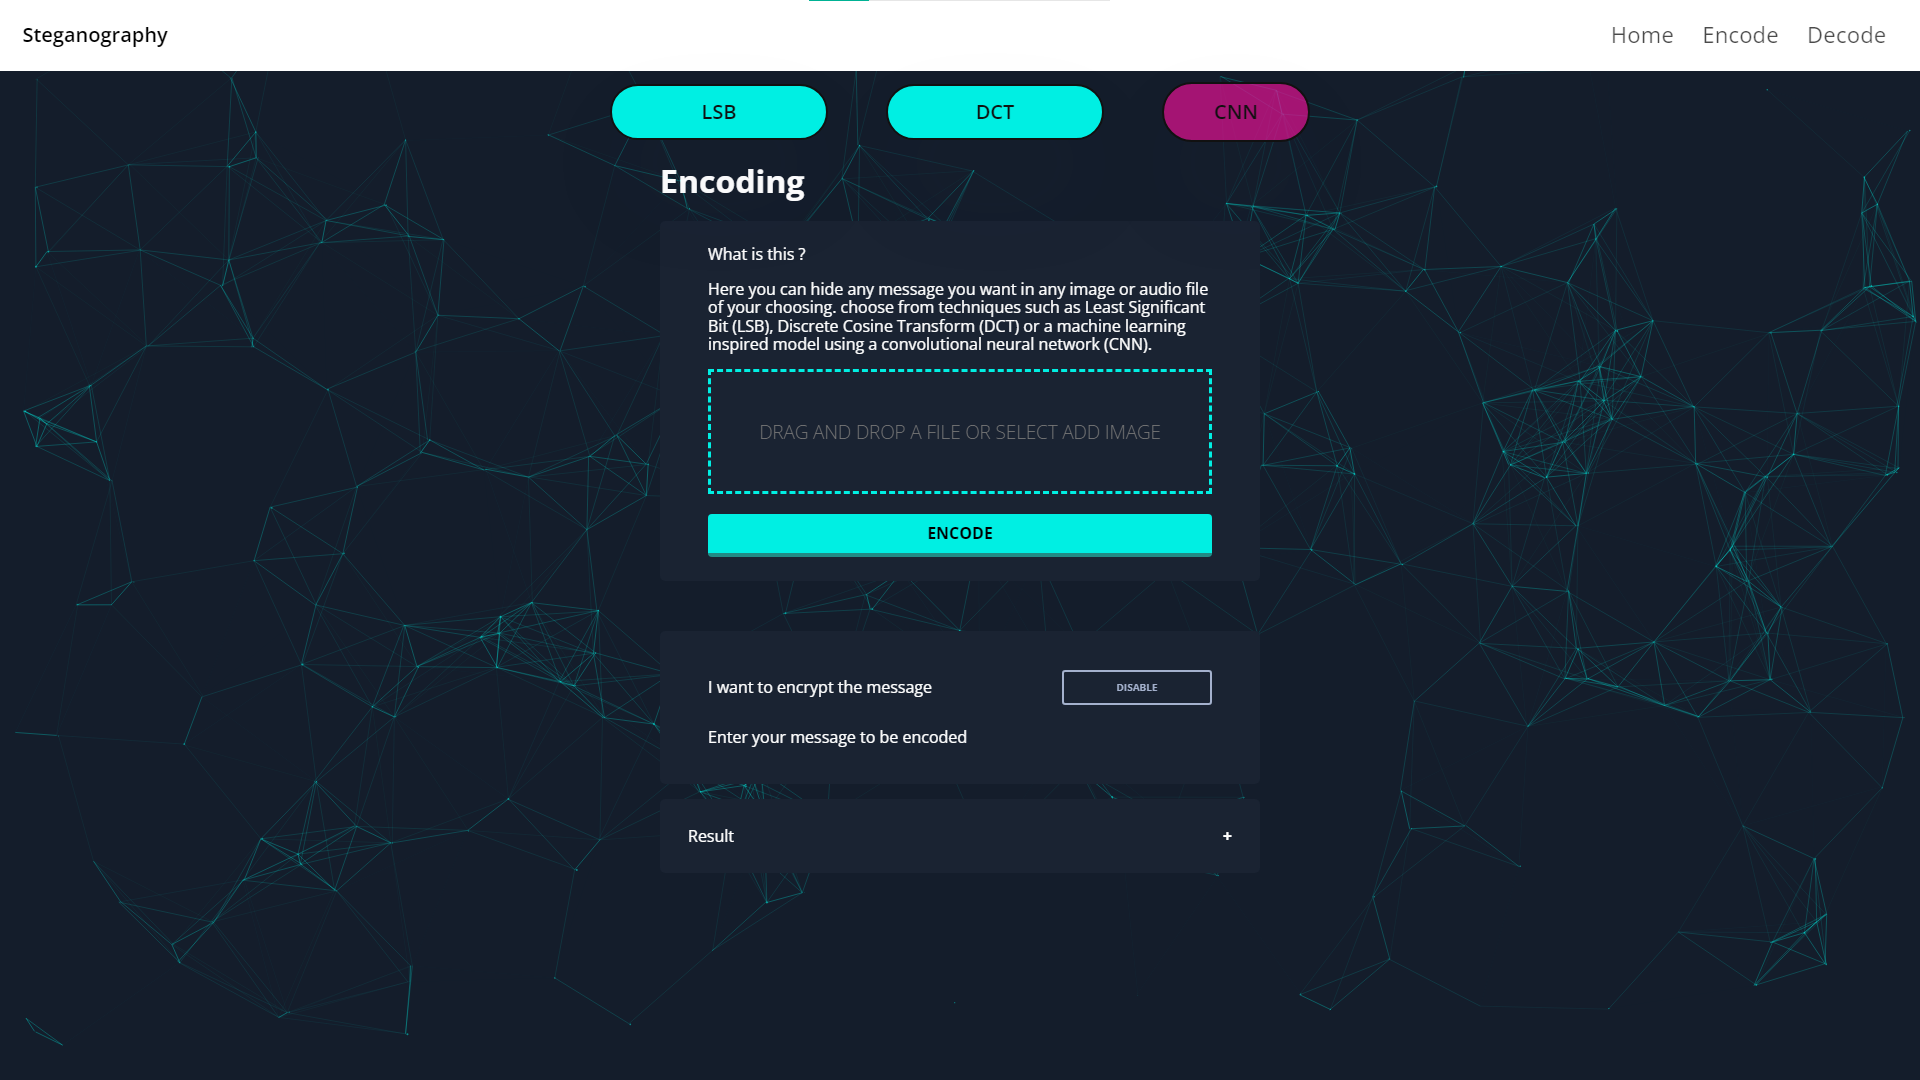 Steganography
Home Encode Decode
LSB DCT CNN
Encoding
What is this ?
Here you can hide any message you want in any image or audio file
of your choosing. choose from techniques such as Least Significant
Bit (LSB), Discrete Cosine Transform (DCT) or a machine learning
inspired model using a convolutional neural network (CNN).
DRAG AND DROP A FILE OR SELECT ADD IMAGE
ENCODE
I want to encrypt the message DISABLE
Enter your message to be encoded
Result +